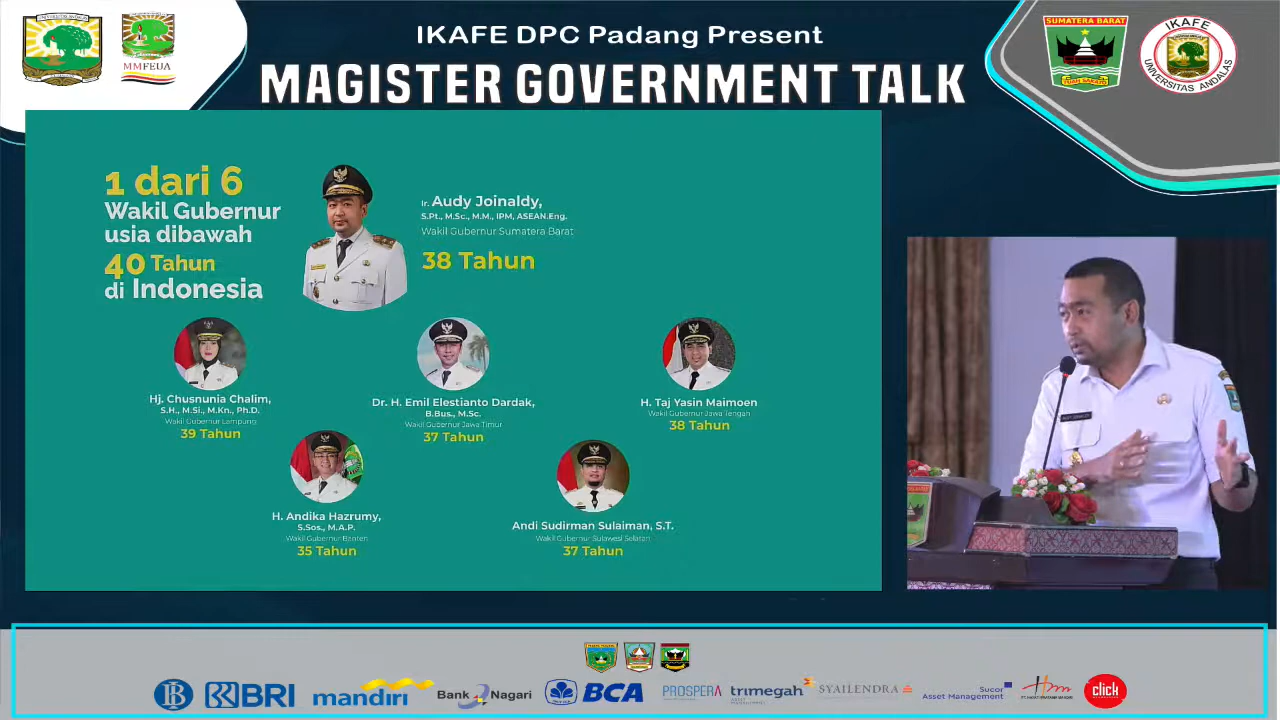 IKAFE DPC Padang Present
MAGISTER GOVERNMENT TALK
MMFEUA
SUMATERA BARAT
TUAH SAKATO
IKAFE
UNIVERSITAS ANDALAS
1 dari 6
Wakil Gubernur
usia dibawah
40 Tahun
di Indonesia
Ir. Audy Joinaldy,
S.Pt., M.Sc., M.M., IPM, ASEAN.Eng.
Wakil Gubernur Sumatera Barat
38 Tahun
Hj. Chusnunia Chalim,
S.H., M.Si., M.Kn., Ph.D.
Wakil Gubernur Lampung
39 Tahun
Dr. H. Emil Elestianto Dardak,
B.Bus., M.Sc.
Wakil Gubernur Jawa Timur
37 Tahun
H. Taj Yasin Maimoen
Wakil Gubernur Jawa Tengah
38 Tahun
H. Andika Hazrumy,
S.Sos., M.A.P.
Wakil Gubernur Banten
35 Tahun
Andi Sudirman Sulaiman, S.T.
Wakil Gubernur Sulawesi Selatan
37 Tahun
BRI
mandiri
Bank Nagari
BCA
PROSPERA
trimegah
SYAILENDRA
Sucor
Asset Management
click